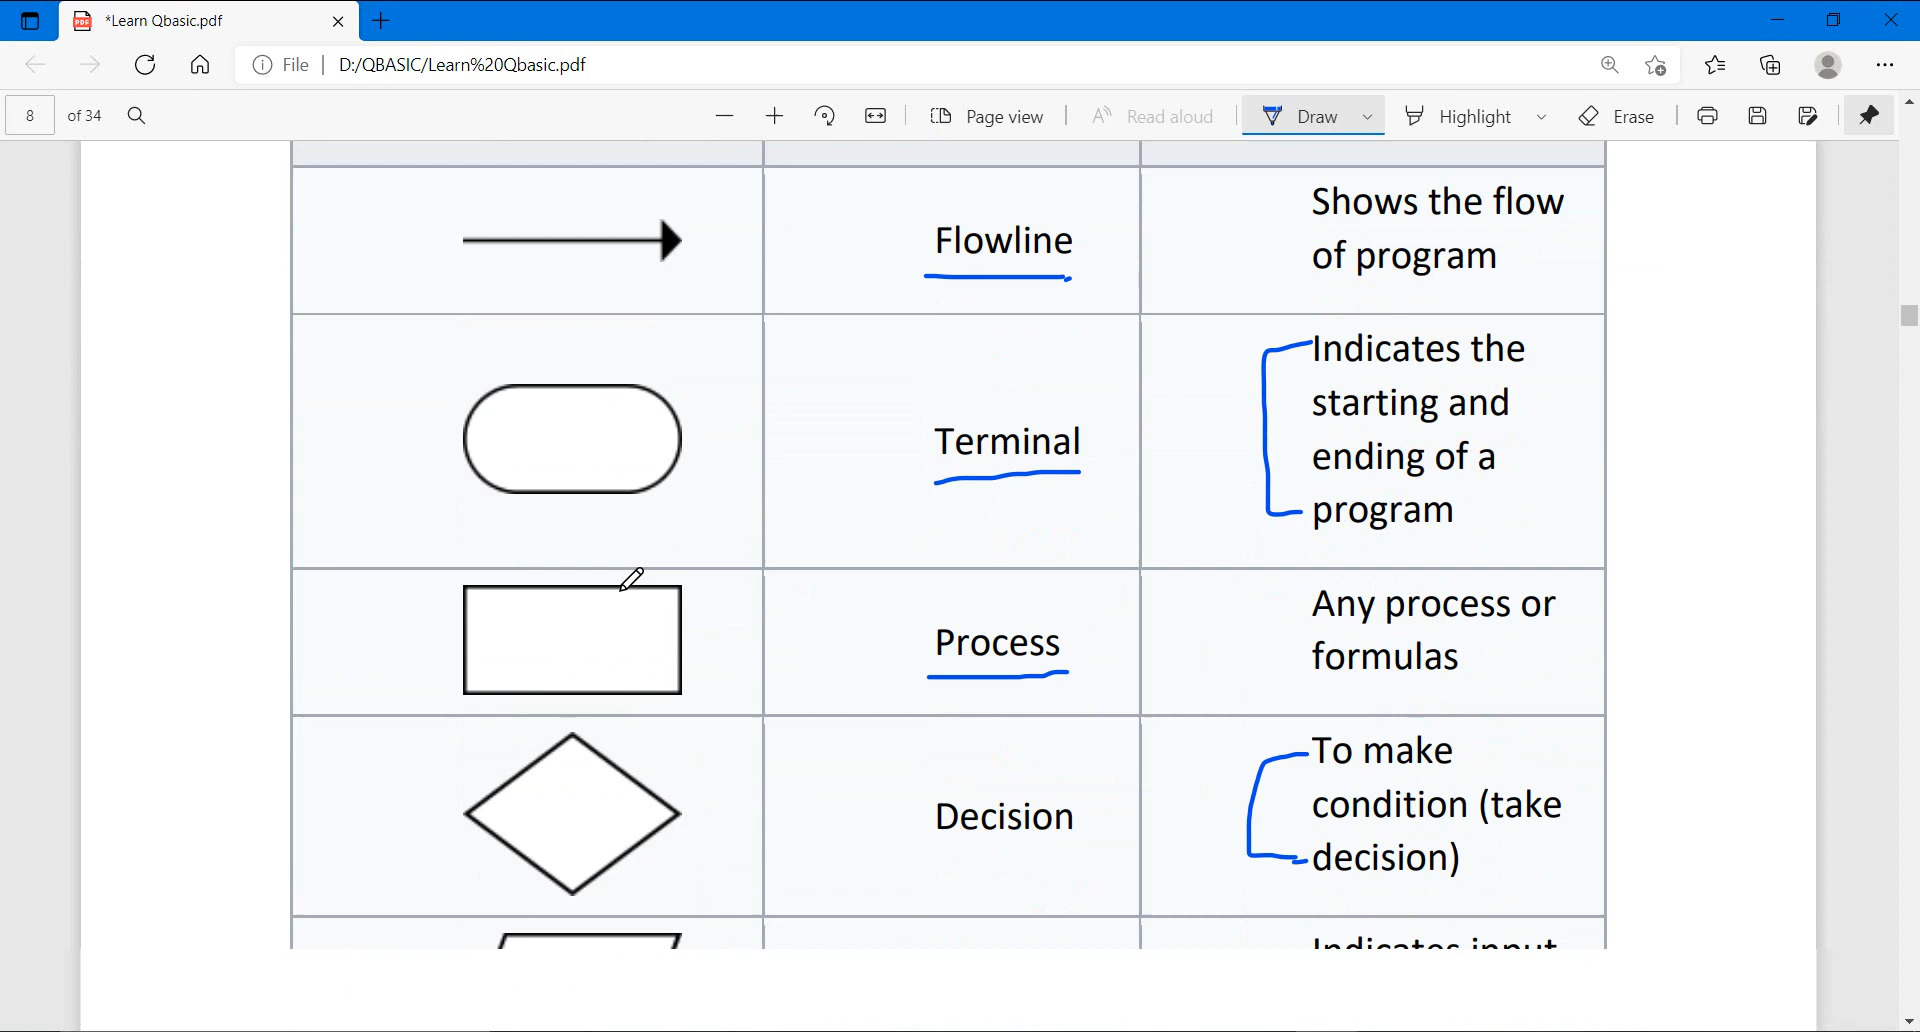 *Learn Qbasic.pdf
File | D:/QBASIC/Learn%20Qbasic.pdf
8 of 34 Page view Read aloud Draw Highlight Erase
Shows the flow
Flowline
of program
Indicates the
starting and
Terminal
ending of a
program
Any process or
Process
formulas
To make
condition (take
Decision
decision)
Indicates input